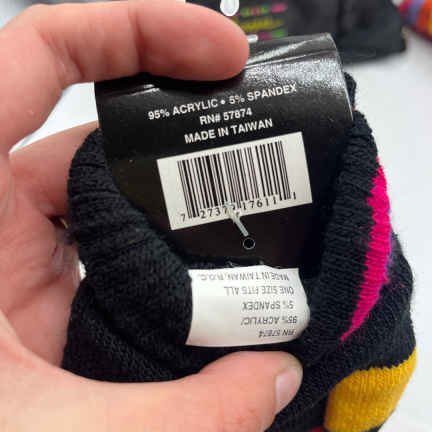 95% ACRYLIC • 5% SPANDEX
RN# 57874
MADE IN TAIWAN
RN 57874
95% ACRYLIC/
5% SPANDEX
ONE SIZE FITS ALL
MADE IN TAIWAN, R.O.C.